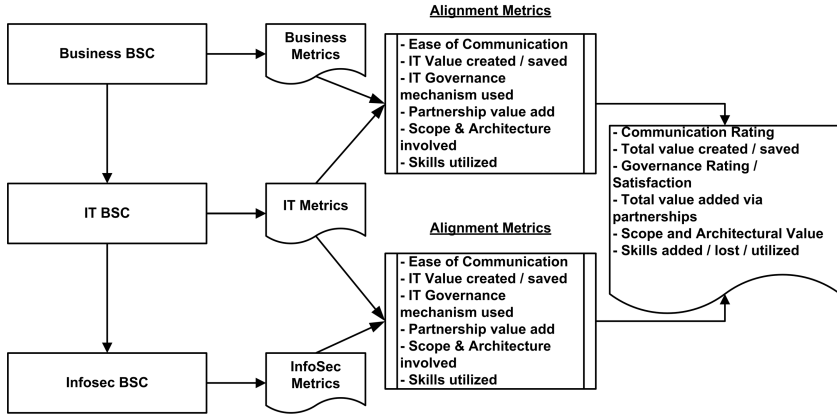 Alignment Metrics
Business BSC
Business
Metrics
- Ease of Communication
- IT Value created / saved
- IT Governance
mechanism used
- Partnership value add
- Scope & Architecture
involved
- Skills utilized
- Communication Rating
- Total value created / saved
- Governance Rating /
Satisfaction
- Total value added via
partnerships
- Scope and Architectural Value
- Skills added / lost / utilized
IT BSC
IT Metrics
Alignment Metrics
- Ease of Communication
- IT Value created / saved
- IT Governance
mechanism used
- Partnership value add
- Scope & Architecture
involved
- Skills utilized
Infosec BSC
InfoSec
Metrics